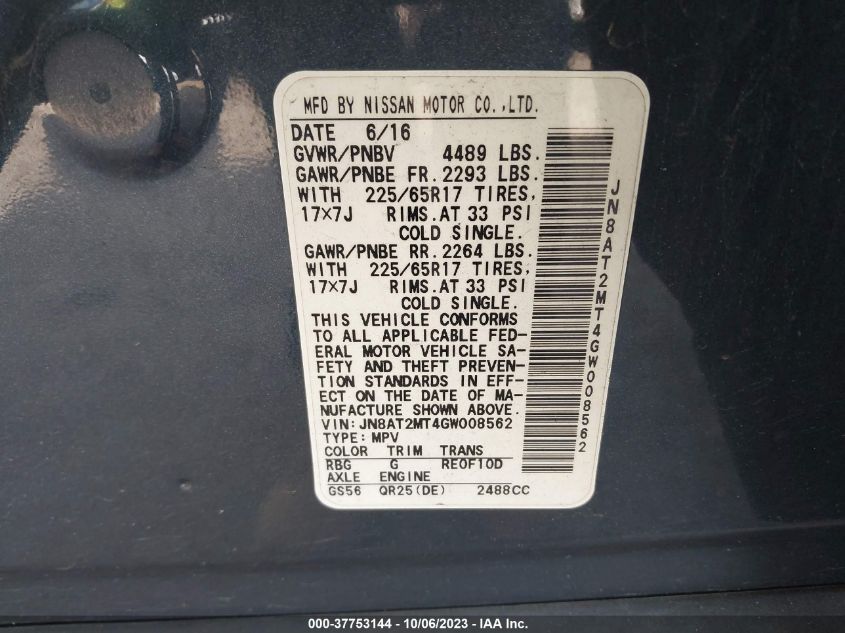 MFD BY NISSAN MOTOR CO.,LTD.
DATE 6/16
GVWR/PNBV 4489 LBS.
GAWR/PNBE FR. 2293 LBS.
WITH 225/65R17 TIRES,
17×7J RIMS.AT 33 PSI
COLD SINGLE.
GAWR/PNBE RR. 2264 LBS.
WITH 225/65R17 TIRES,
17×7J RIMS.AT 33 PSI
COLD SINGLE.
THIS VEHICLE CONFORMS
TO ALL APPLICABLE FED-
ERAL MOTOR VEHICLE SA-
FETY AND THEFT PREVEN-
TION STANDARDS IN EFF-
ECT ON THE DATE OF MA-
NUFACTURE SHOWN ABOVE.
VIN: JN8AT2MT4GW008562
TYPE: MPV
COLOR TRIM TRANS
RBG G RE0F10D
AXLE ENGINE
GS56 QR25(DE) 2488CC
JN8AT2MT4GW008562
000-37753144 - 10/06/2023 - IAA Inc.